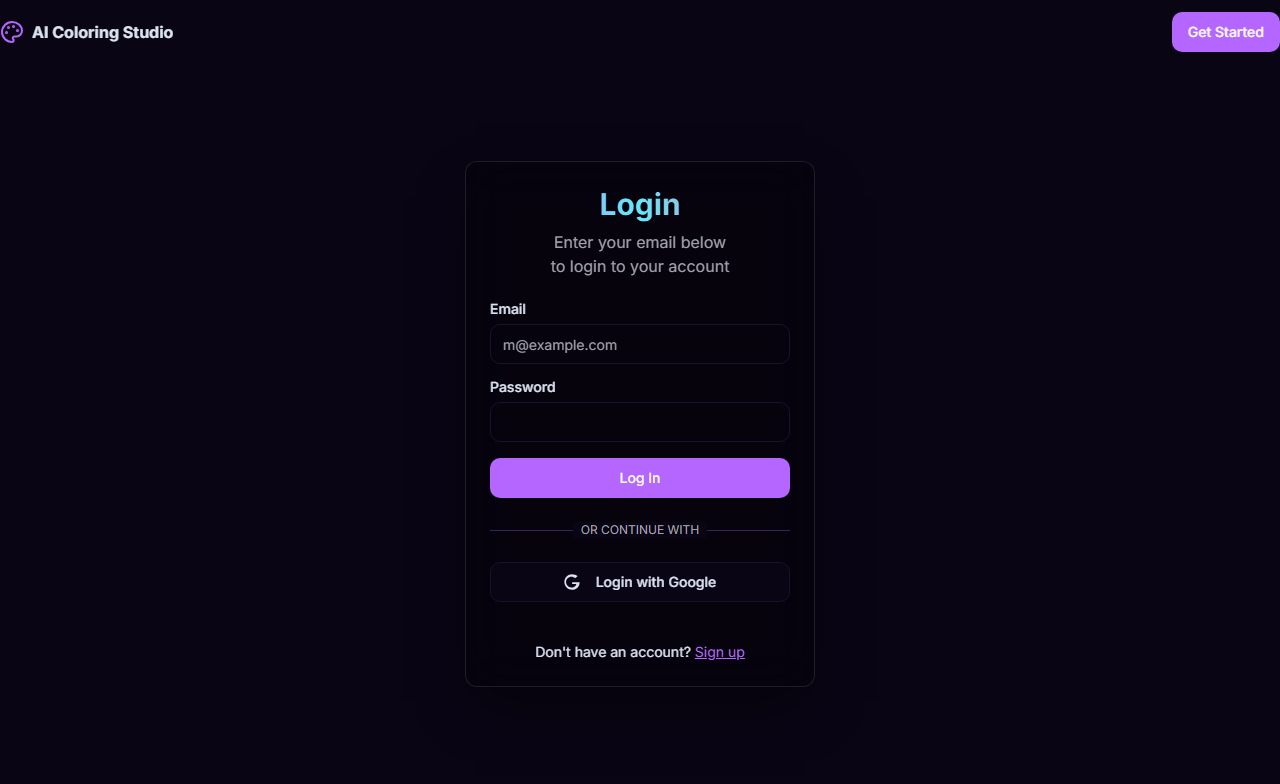 AI Coloring Studio
Get Started
Login
Enter your email below
to login to your account
Email
m@example.com
Password
Log In
OR CONTINUE WITH
Login with Google
Don't have an account? Sign up